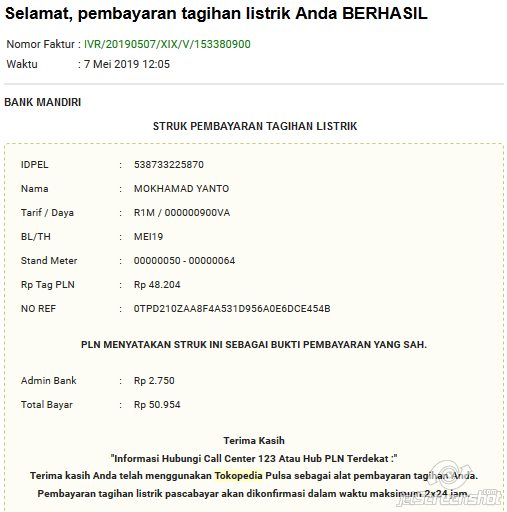 Selamat, pembayaran tagihan listrik Anda BERHASIL
Nomor Faktur : IVR/20190507/XIX/V/153380900
Waktu : 7 Mei 2019 12:05
BANK MANDIRI
STRUK PEMBAYARAN TAGIHAN LISTRIK
IDPEL : 538733225870
Nama : MOKHAMAD YANTO
Tarif / Daya : R1M / 000000900VA
BL/TH : MEI19
Stand Meter : 00000050 - 00000064
Rp Tag PLN : Rp 48.204
NO REF : 0TPD210ZAA8F4A531D956A0E6DCE454B
PLN MENYATAKAN STRUK INI SEBAGAI BUKTI PEMBAYARAN YANG SAH.
Admin Bank : Rp 2.750
Total Bayar : Rp 50.954
Terima Kasih
"Informasi Hubungi Call Center 123 Atau Hub PLN Terdekat :"
Terima kasih Anda telah menggunakan Tokopedia Pulsa sebagai alat pembayaran tagihan Anda.
Pembayaran tagihan listrik pascabayar akan dikonfirmasi dalam waktu maksimum 2x24 jam.
jetscreenshot.com